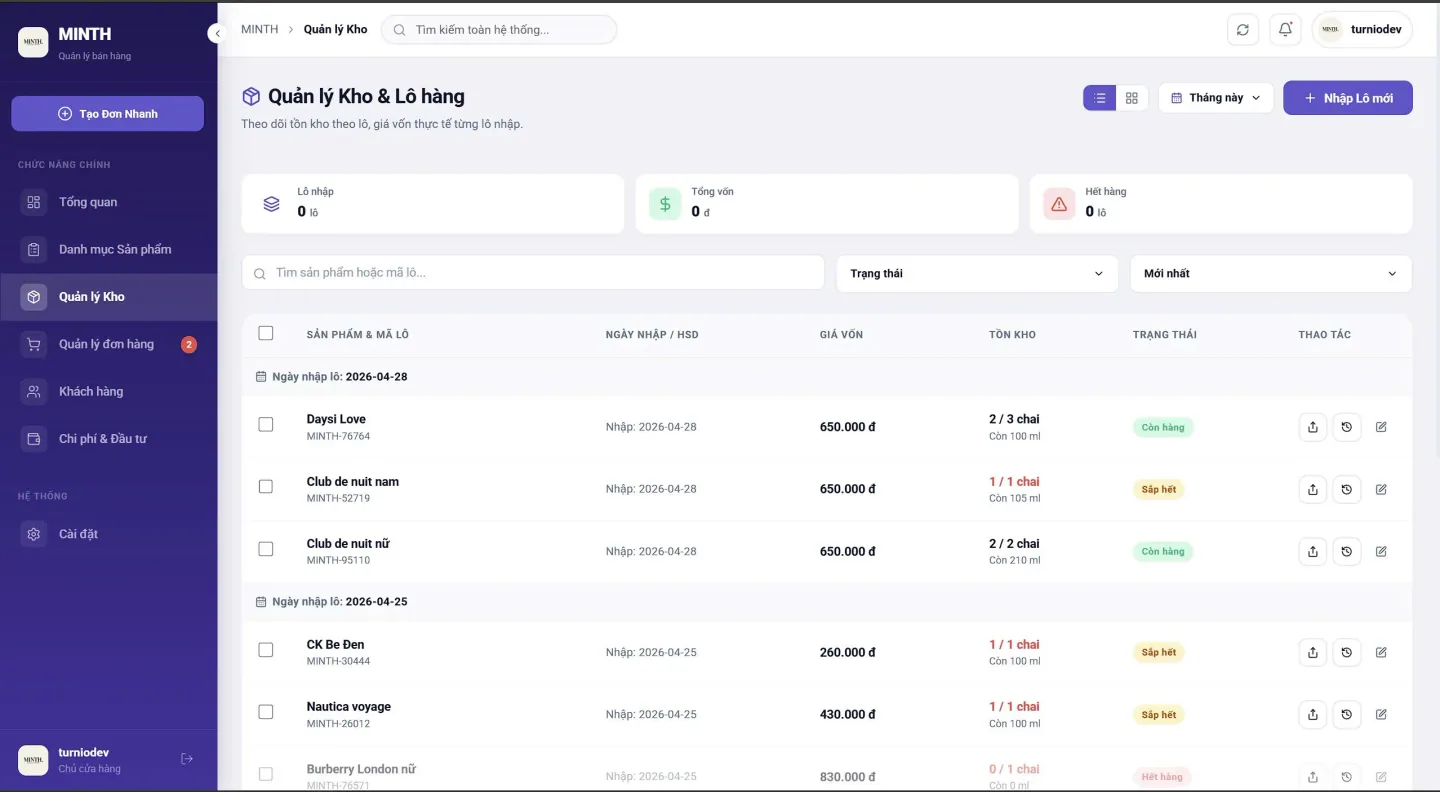 MINTH.
MINTH
Quản lý bán hàng
Tạo Đơn Nhanh
CHỨC NĂNG CHÍNH
Tổng quan
Danh mục Sản phẩm
Quản lý Kho
Quản lý đơn hàng
2
Khách hàng
Chi phí & Đầu tư
HỆ THỐNG
Cài đặt
MINTH.
turniodev
Chủ cửa hàng
MINTH
Quản lý Kho
Tìm kiếm toàn hệ thống...
MINTH.
turniodev
Quản lý Kho & Lô hàng
Theo dõi tồn kho theo lô, giá vốn thực tế từng lô nhập.
Tháng này
Nhập Lô mới
Lô nhập
0 lô
Tổng vốn
0 đ
Hết hàng
0 lô
Tìm sản phẩm hoặc mã lô...
Trạng thái
Mới nhất
SẢN PHẨM & MÃ LÔ NGÀY NHẬP / HSD GIÁ VỐN TỒN KHO TRẠNG THÁI THAO TÁC
Ngày nhập lô: 2026-04-28
Daysi Love
MINTH-76764
Nhập: 2026-04-28
650.000 đ
2 / 3 chai
Còn 100 ml
Còn hàng
Club de nuit nam
MINTH-52719
Nhập: 2026-04-28
650.000 đ
1 / 1 chai
Còn 105 ml
Sắp hết
Club de nuit nữ
MINTH-95110
Nhập: 2026-04-28
650.000 đ
2 / 2 chai
Còn 210 ml
Còn hàng
Ngày nhập lô: 2026-04-25
CK Be Đen
MINTH-30444
Nhập: 2026-04-25
260.000 đ
1 / 1 chai
Còn 100 ml
Sắp hết
Nautica voyage
MINTH-26012
Nhập: 2026-04-25
430.000 đ
1 / 1 chai
Còn 100 ml
Sắp hết
Burberry London nữ
MINTH-76571
Nhập: 2026-04-25
830.000 đ
0 / 1 chai
Còn 0 ml
Hết hàng